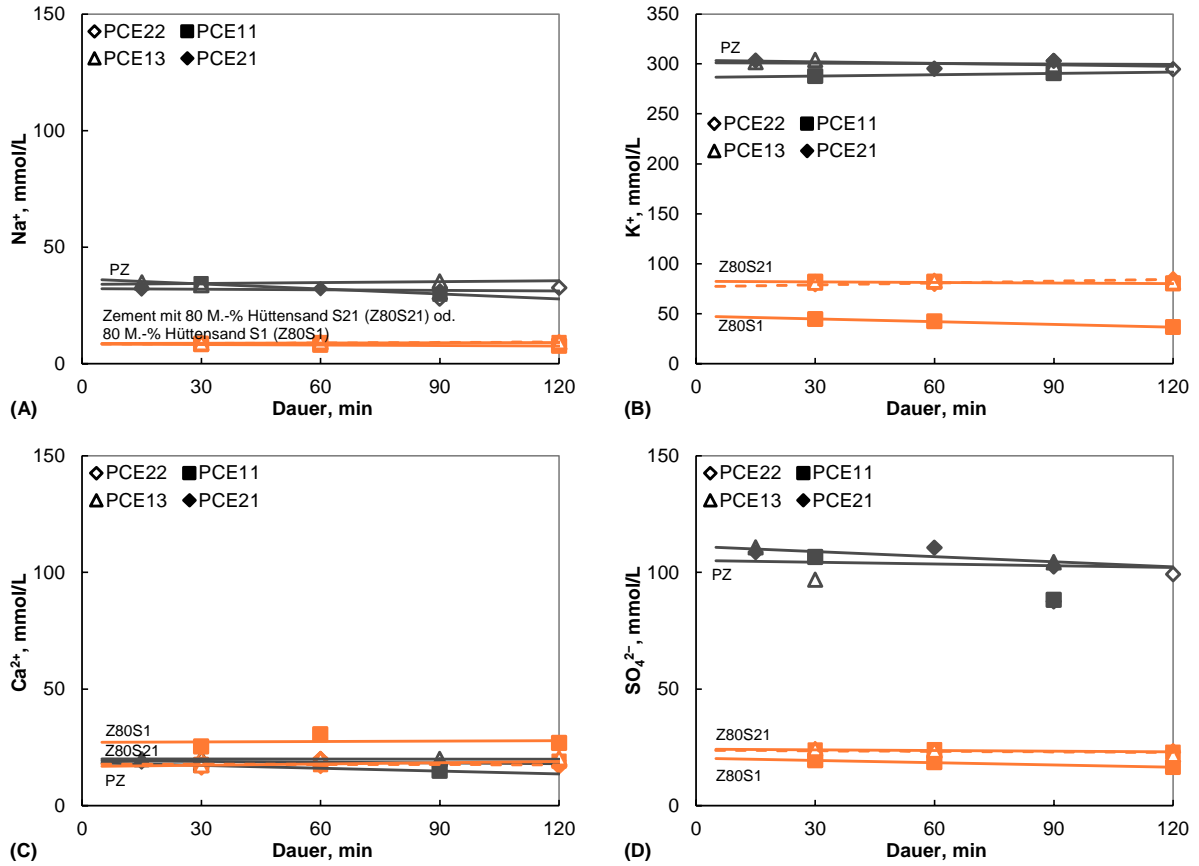 150
100
50
0
Na⁺, mmol/L
PCE22 PCE11
PCE13 PCE21
PZ
Zement mit 80 M.-% Hüttensand S21 (Z80S21) od.
80 M.-% Hüttensand S1 (Z80S1)
0 30 60 90 120
Dauer, min
(A)
350
300
250
200
150
100
50
0
K⁺, mmol/L
PZ
PCE22 PCE11
PCE13 PCE21
Z80S21
Z80S1
0 30 60 90 120
Dauer, min
(B)
150
100
50
0
Ca²⁺, mmol/L
PCE22 PCE11
PCE13 PCE21
Z80S1
Z80S21
PZ
0 30 60 90 120
Dauer, min
(C)
150
100
50
0
SO₄²⁻, mmol/L
PCE22 PCE11
PCE13 PCE21
PZ
Z80S21
Z80S1
0 30 60 90 120
Dauer, min
(D)